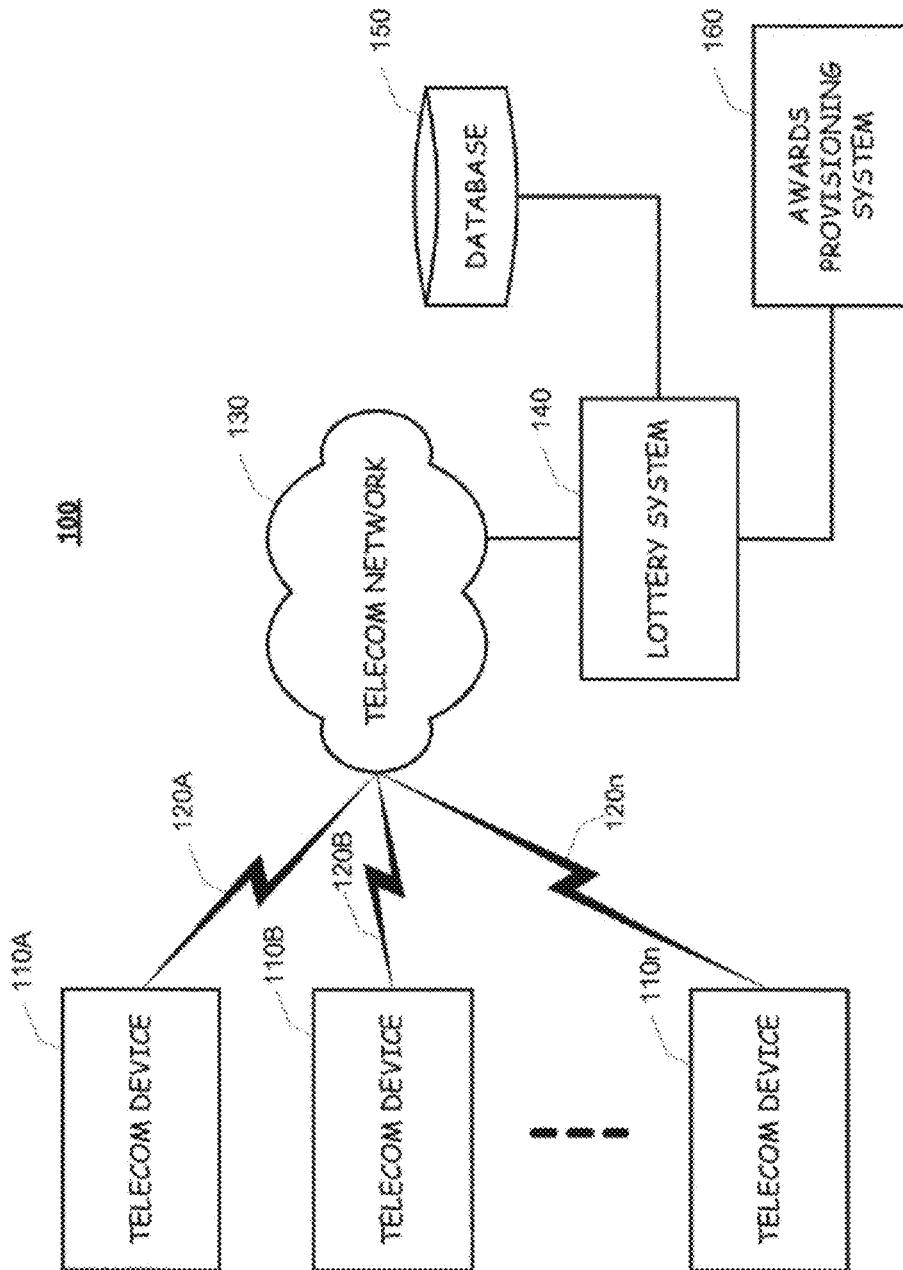 100
110A
TELECOM DEVICE
120A
110B
TELECOM DEVICE
120B
110n
TELECOM DEVICE
120n
130
TELECOM NETWORK
140
LOTTERY SYSTEM
150
DATABASE
160
AWARDS
PROVISIONING
SYSTEM